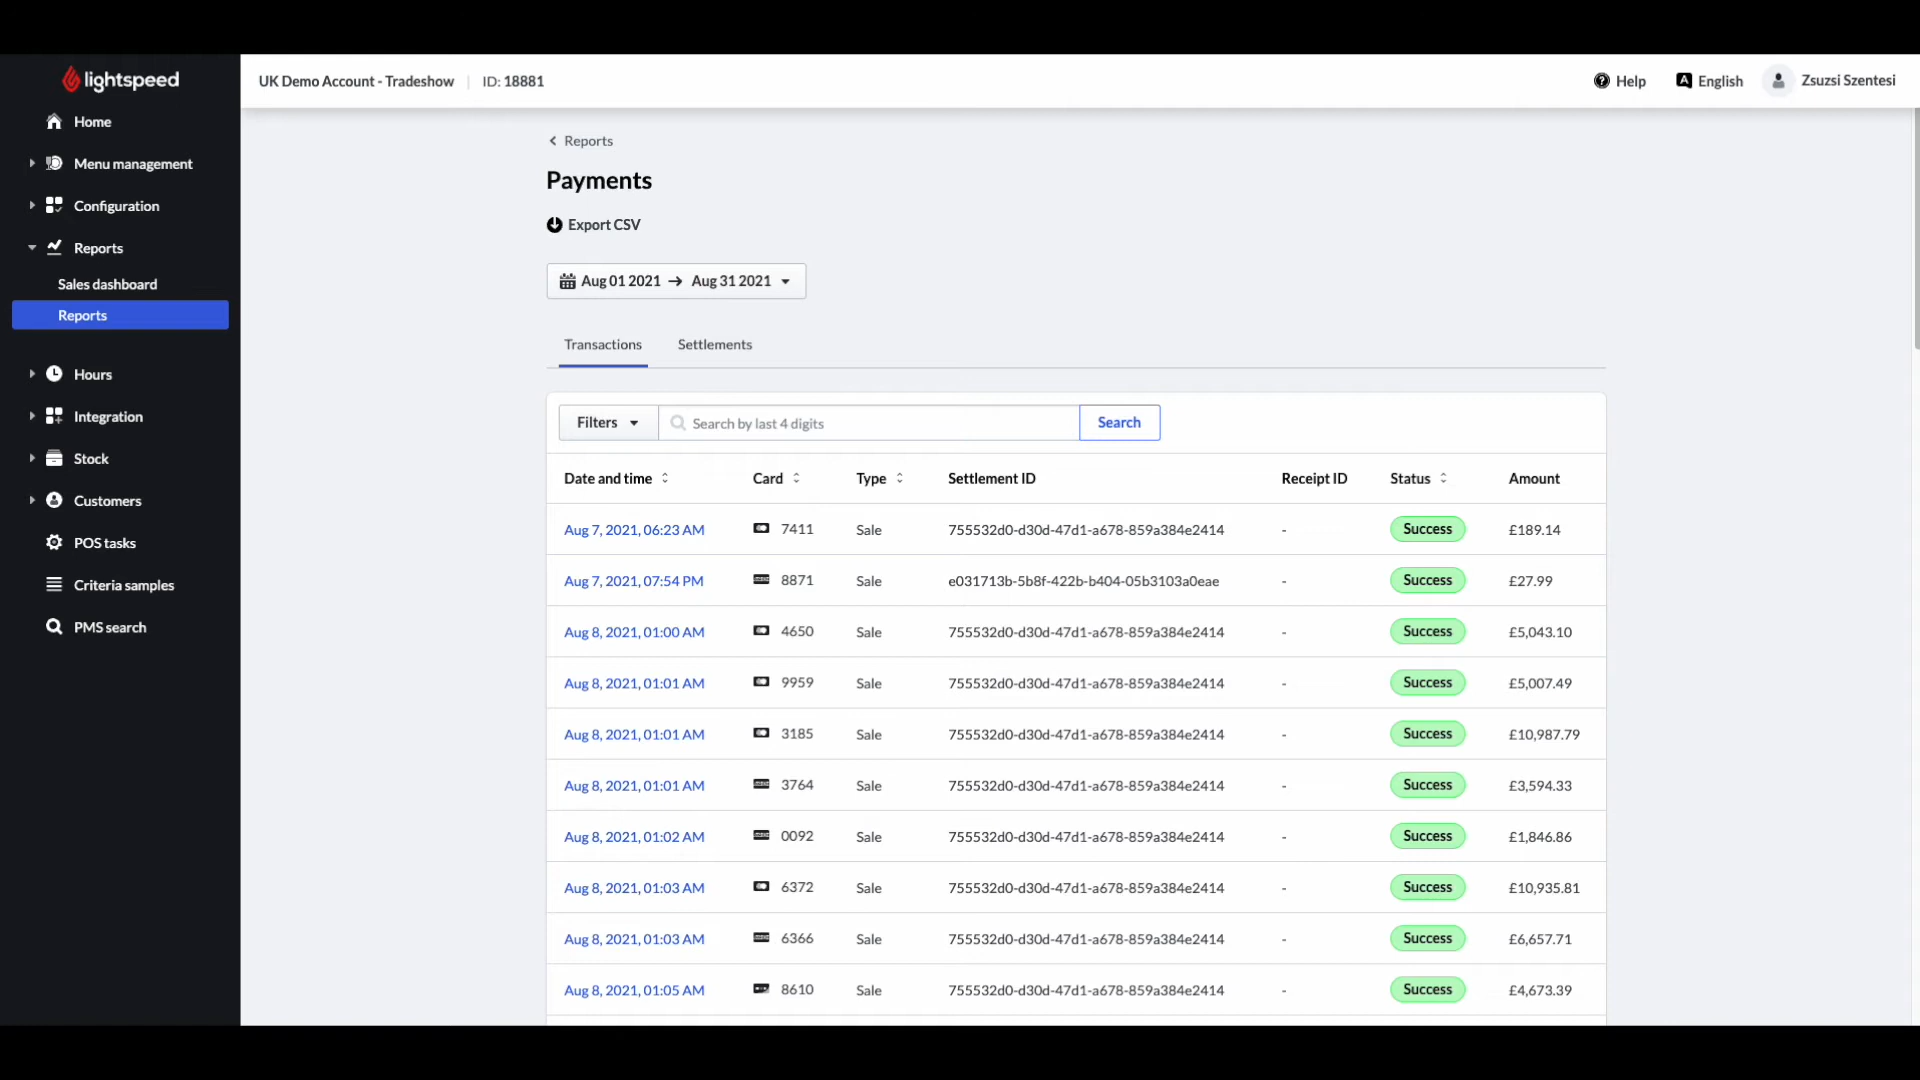 lightspeed
UK Demo Account - Tradeshow | ID: 18881
Help
English
Zsuzsi Szentesi
Home
Menu management
Configuration
Reports
Sales dashboard
Reports
Hours
Integration
Stock
Customers
POS tasks
Criteria samples
PMS search
Reports
Payments
Export CSV
Aug 01 2021 → Aug 31 2021
Transactions Settlements
Filters Search by last 4 digits Search
Date and time Card Type Settlement ID Receipt ID Status Amount
Aug 7, 2021, 06:23 AM 7411 Sale 755532d0-d30d-47d1-a678-859a384e2414 - Success £189.14
Aug 7, 2021, 07:54 PM 8871 Sale e031713b-5b8f-422b-b404-05b3103a0eae - Success £27.99
Aug 8, 2021, 01:00 AM 4650 Sale 755532d0-d30d-47d1-a678-859a384e2414 - Success £5,043.10
Aug 8, 2021, 01:01 AM 9959 Sale 755532d0-d30d-47d1-a678-859a384e2414 - Success £5,007.49
Aug 8, 2021, 01:01 AM 3185 Sale 755532d0-d30d-47d1-a678-859a384e2414 - Success £10,987.79
Aug 8, 2021, 01:01 AM 3764 Sale 755532d0-d30d-47d1-a678-859a384e2414 - Success £3,594.33
Aug 8, 2021, 01:02 AM 0092 Sale 755532d0-d30d-47d1-a678-859a384e2414 - Success £1,846.86
Aug 8, 2021, 01:03 AM 6372 Sale 755532d0-d30d-47d1-a678-859a384e2414 - Success £10,935.81
Aug 8, 2021, 01:03 AM 6366 Sale 755532d0-d30d-47d1-a678-859a384e2414 - Success £6,657.71
Aug 8, 2021, 01:05 AM 8610 Sale 755532d0-d30d-47d1-a678-859a384e2414 - Success £4,673.39